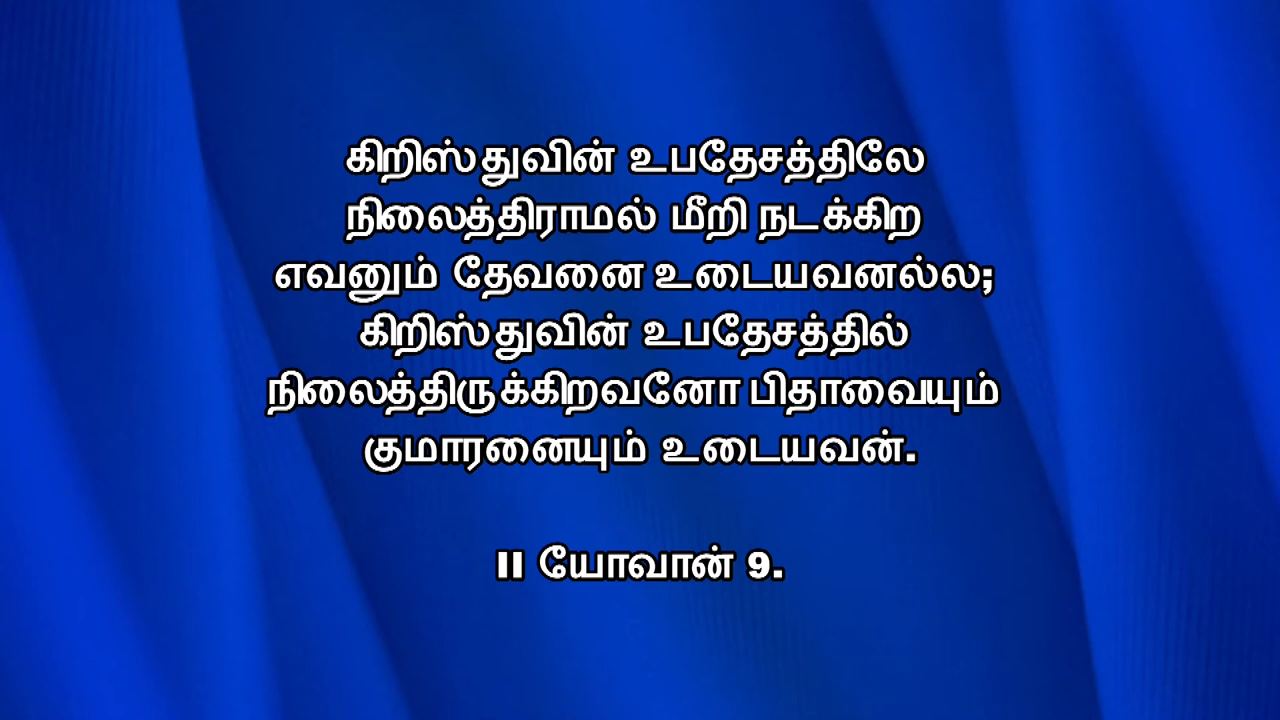 கிறிஸ்துவின் உபதேசத்திலே
நிலைத்திராமல் மீறி நடக்கிற
எவனும் தேவனை உடையவனல்ல;
கிறிஸ்துவின் உபதேசத்தில்
நிலைத்திருக்கிறவனோ பிதாவையும்
குமாரனையும் உடையவன்.
II யோவான் 9.